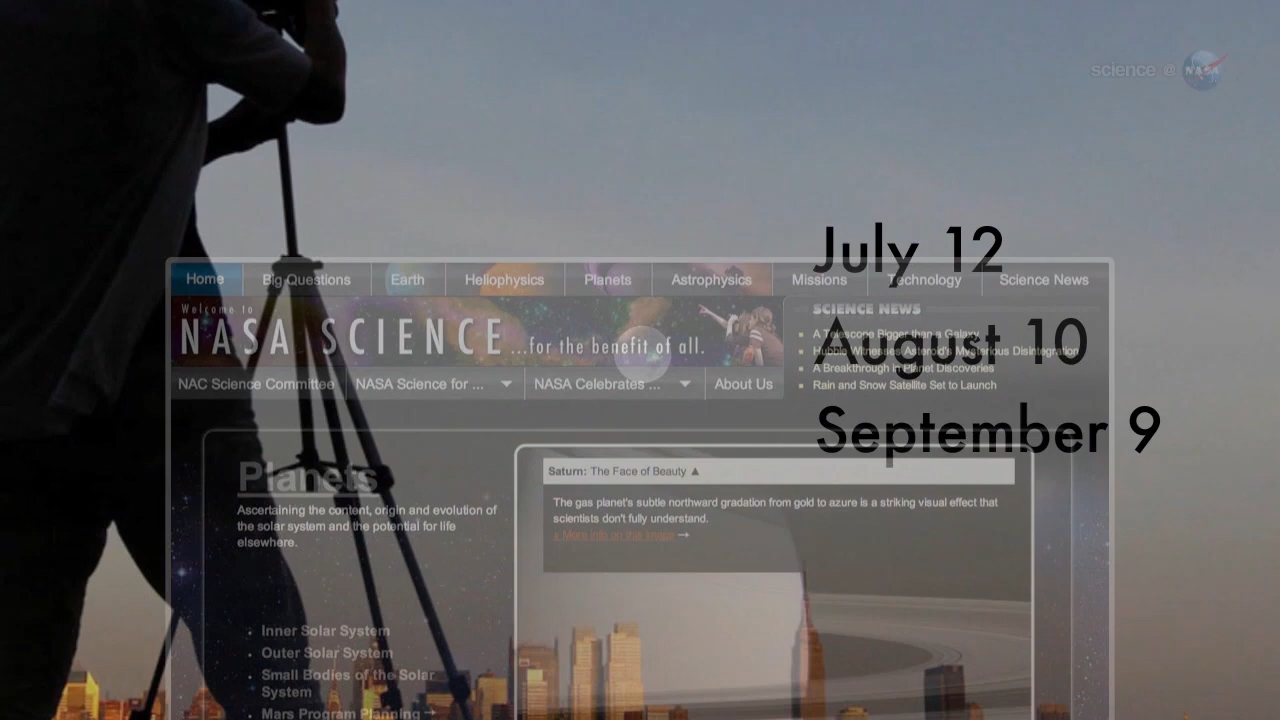 science @ NASA
July 12
August 10
September 9
Home Big Questions Earth Heliophysics Planets Astrophysics Missions Technology Science News
Welcome to
NASA SCIENCE ...for the benefit of all.
SCIENCE NEWS
A Telescope Bigger than a Galaxy
Hubble Witnesses Asteroid's Mysterious Disintegration
A Breakthrough in Planet Discoveries
Rain and Snow Satellite Set to Launch
NAC Science Committee NASA Science for ... NASA Celebrates ... About Us
Planets
Ascertaining the content, origin and evolution of
the solar system and the potential for life
elsewhere.
Saturn: The Face of Beauty ▲
The gas planet's subtle northward gradation from gold to azure is a striking visual effect that
scientists don't fully understand.
» More info on this image →
Inner Solar System
Outer Solar System
Small Bodies of the Solar
System
Mars Program Planning →